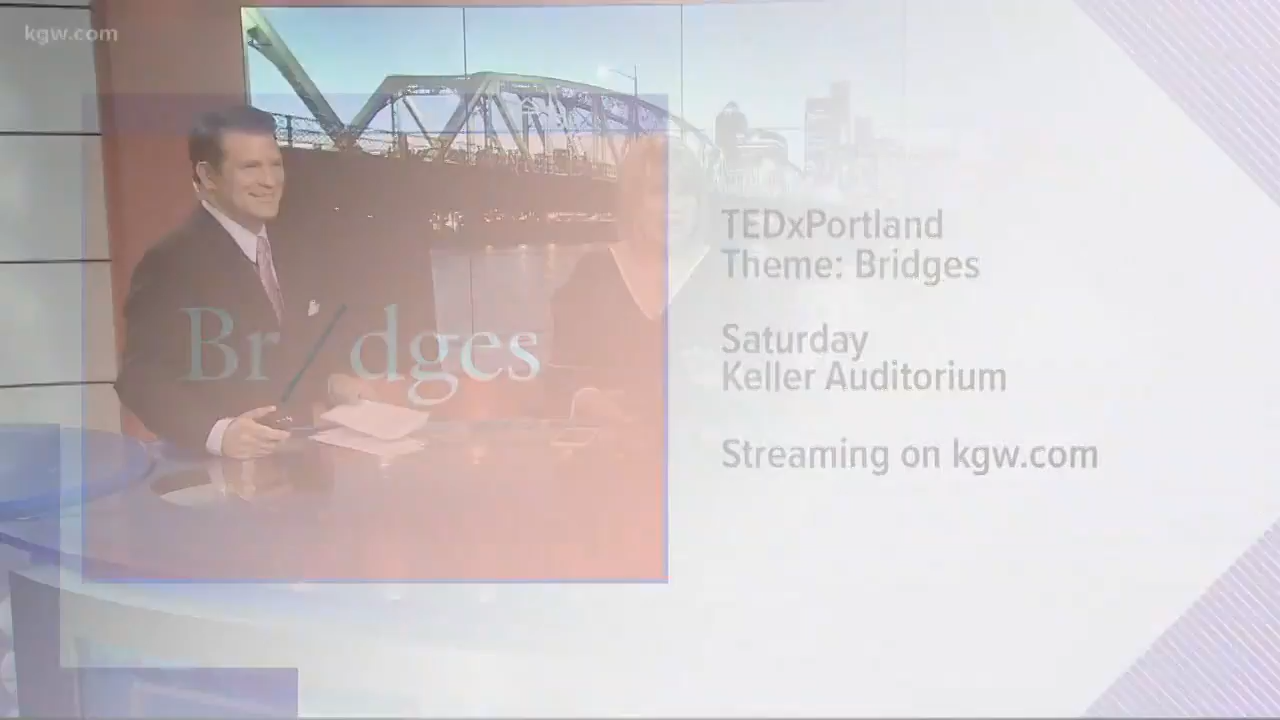 kgw.com
Br/dges
TEDxPortland
Theme: Bridges
Saturday
Keller Auditorium
Streaming on kgw.com